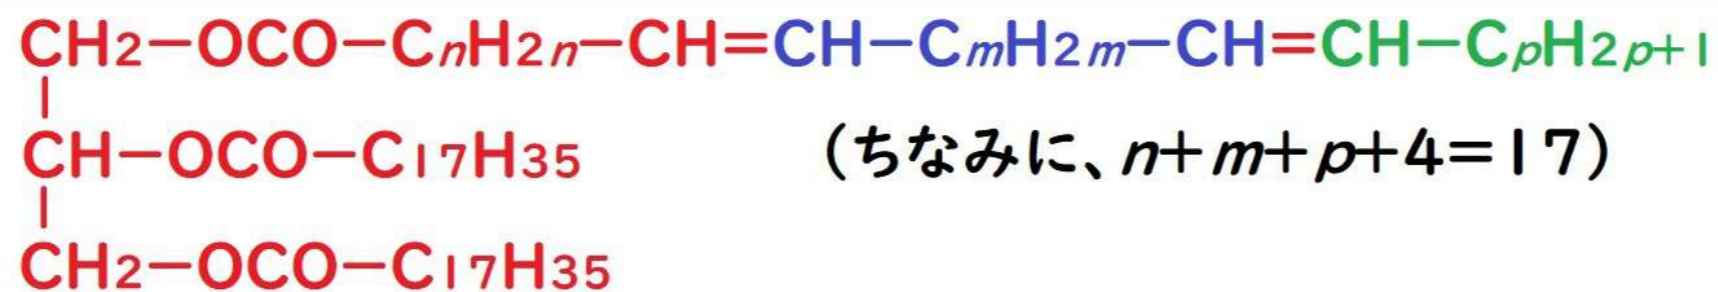 CH2−OCO−CnH2n−CH=CH−CmH2m−CH=CH−CpH2p+1
CH−OCO−C17H35 (ちなみに、n+m+p+4=17)
CH2−OCO−C17H35